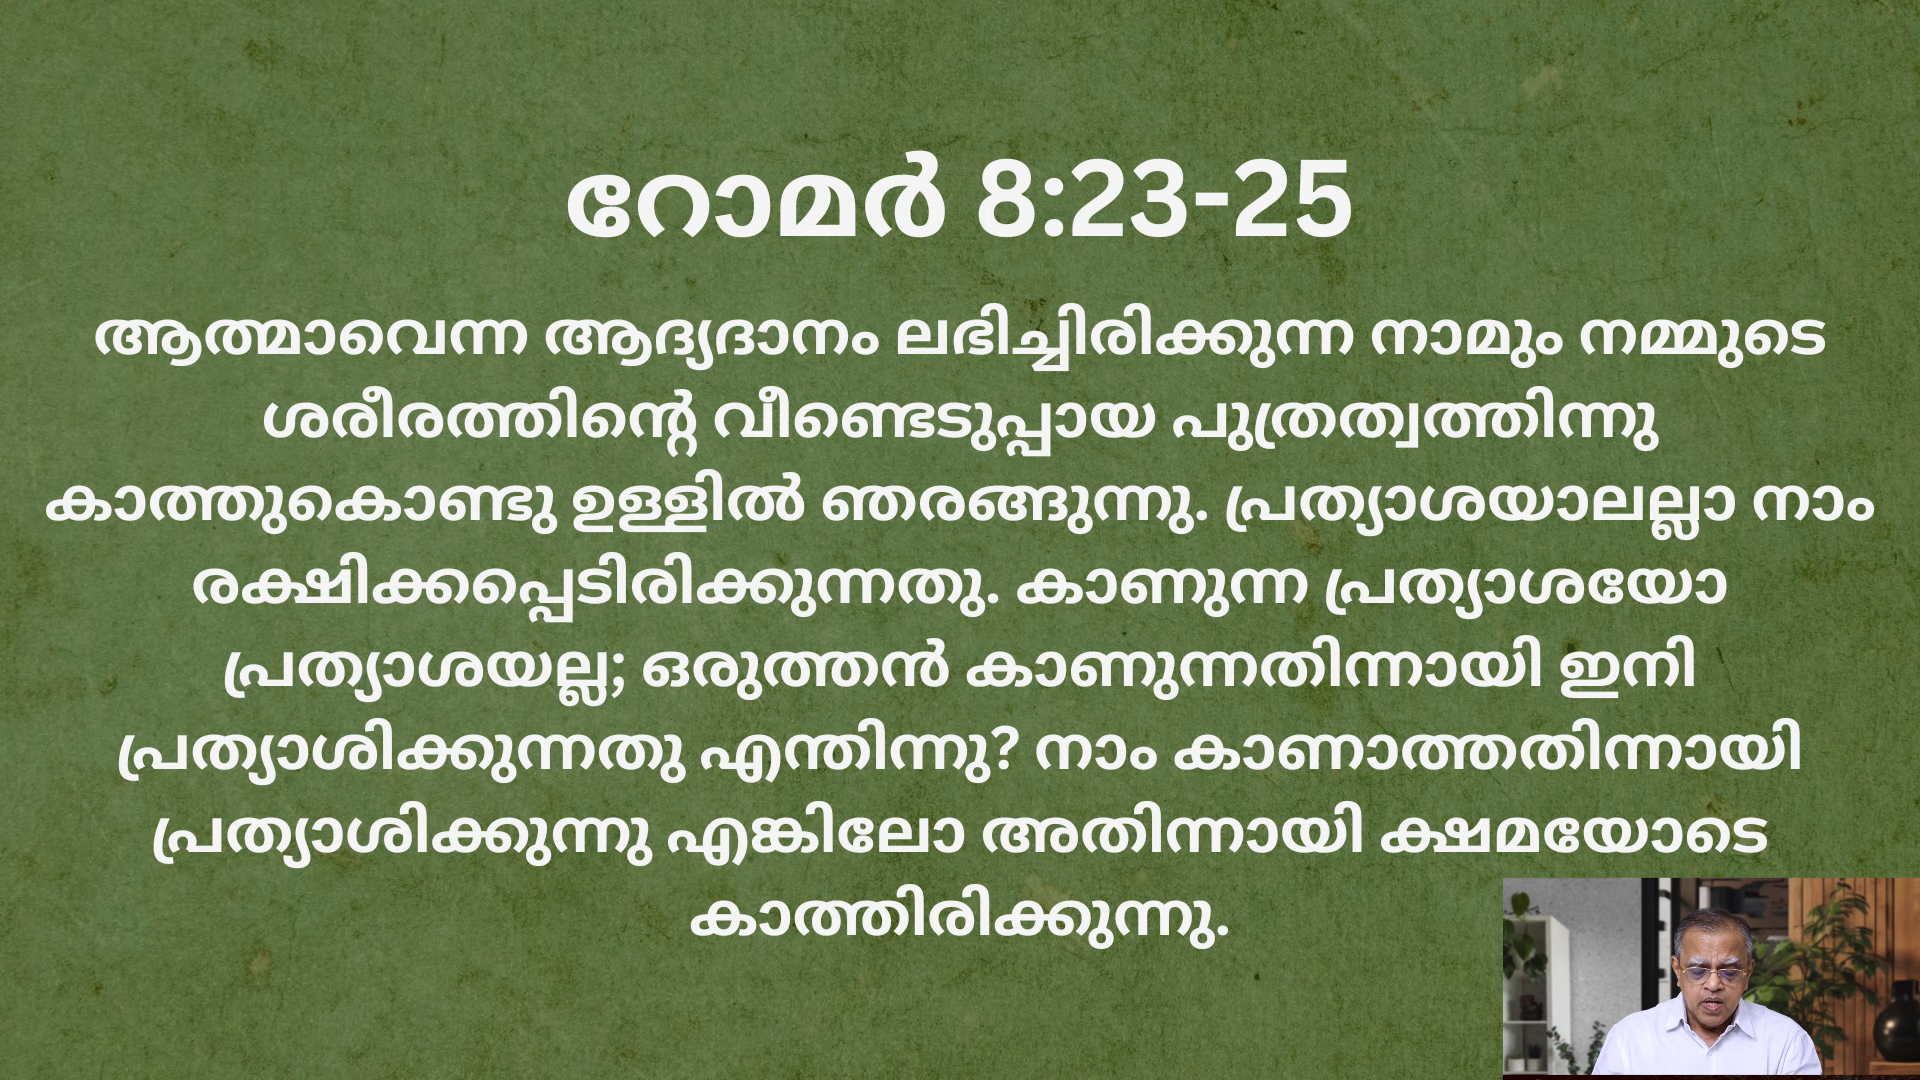 റോമർ 8:23-25
ആത്മാവെന്ന ആദ്യദാനം ലഭിച്ചിരിക്കുന്ന നാമും നമ്മുടെ
ശരീരത്തിന്റെ വീണ്ടെടുപ്പായ പുത്രത്വത്തിന്നു
കാത്തുകൊണ്ടു ഉള്ളിൽ ഞരങ്ങുന്നു. പ്രത്യാശയാലല്ലാ നാം
രക്ഷിക്കപ്പെടിരിക്കുന്നതു. കാണുന്ന പ്രത്യാശയോ
പ്രത്യാശയല്ല; ഒരുത്തൻ കാണുന്നതിന്നായി ഇനി
പ്രത്യാശിക്കുന്നതു എന്തിന്നു? നാം കാണാത്തതിന്നായി
പ്രത്യാശിക്കുന്നു എങ്കിലോ അതിന്നായി ക്ഷമയോടെ
കാത്തിരിക്കുന്നു.